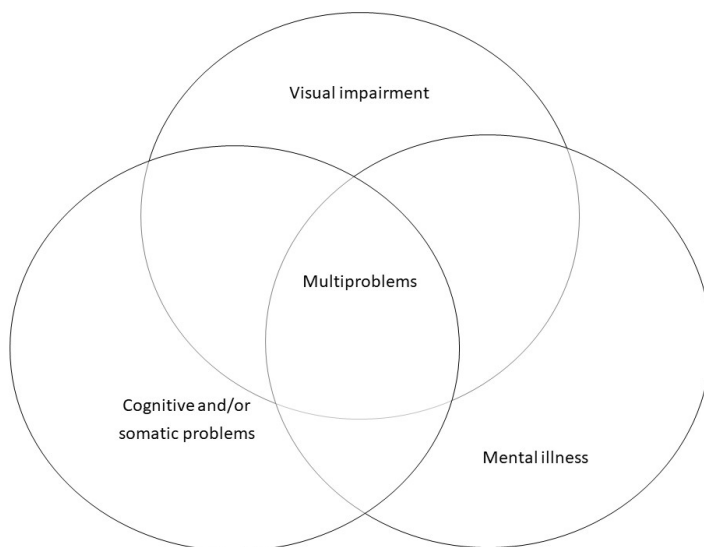 Visual impairment
Multiproblems
Cognitive and/or
somatic problems
Mental illness